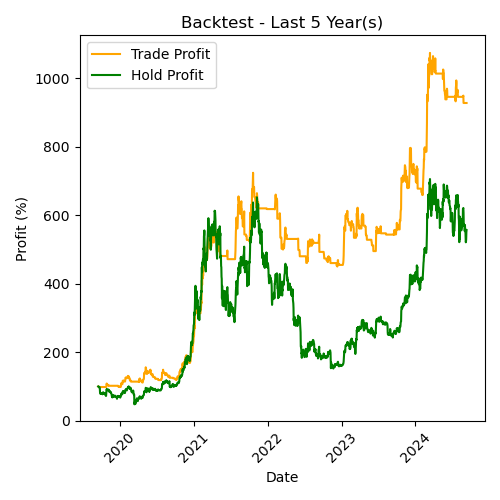 Backtest - Last 5 Year(s)
Trade Profit
Hold Profit
Profit (%)
1000
800
600
400
200
0
2020
2021
2022
2023
2024
Date